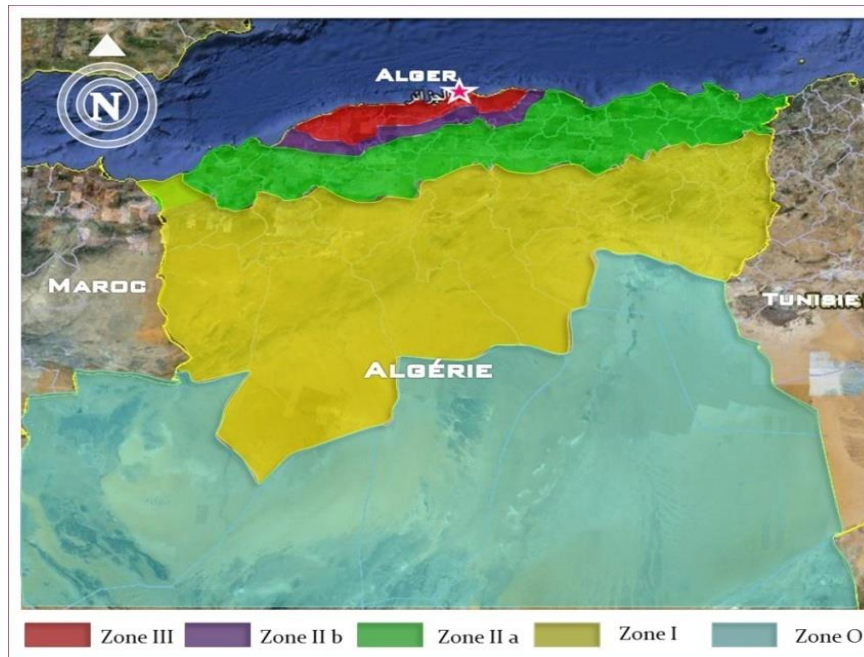 N
ALGER
الجزائر
MAROC
TUNISIE
ALGÉRIE
Zone III
Zone II b
Zone II a
Zone I
Zone O